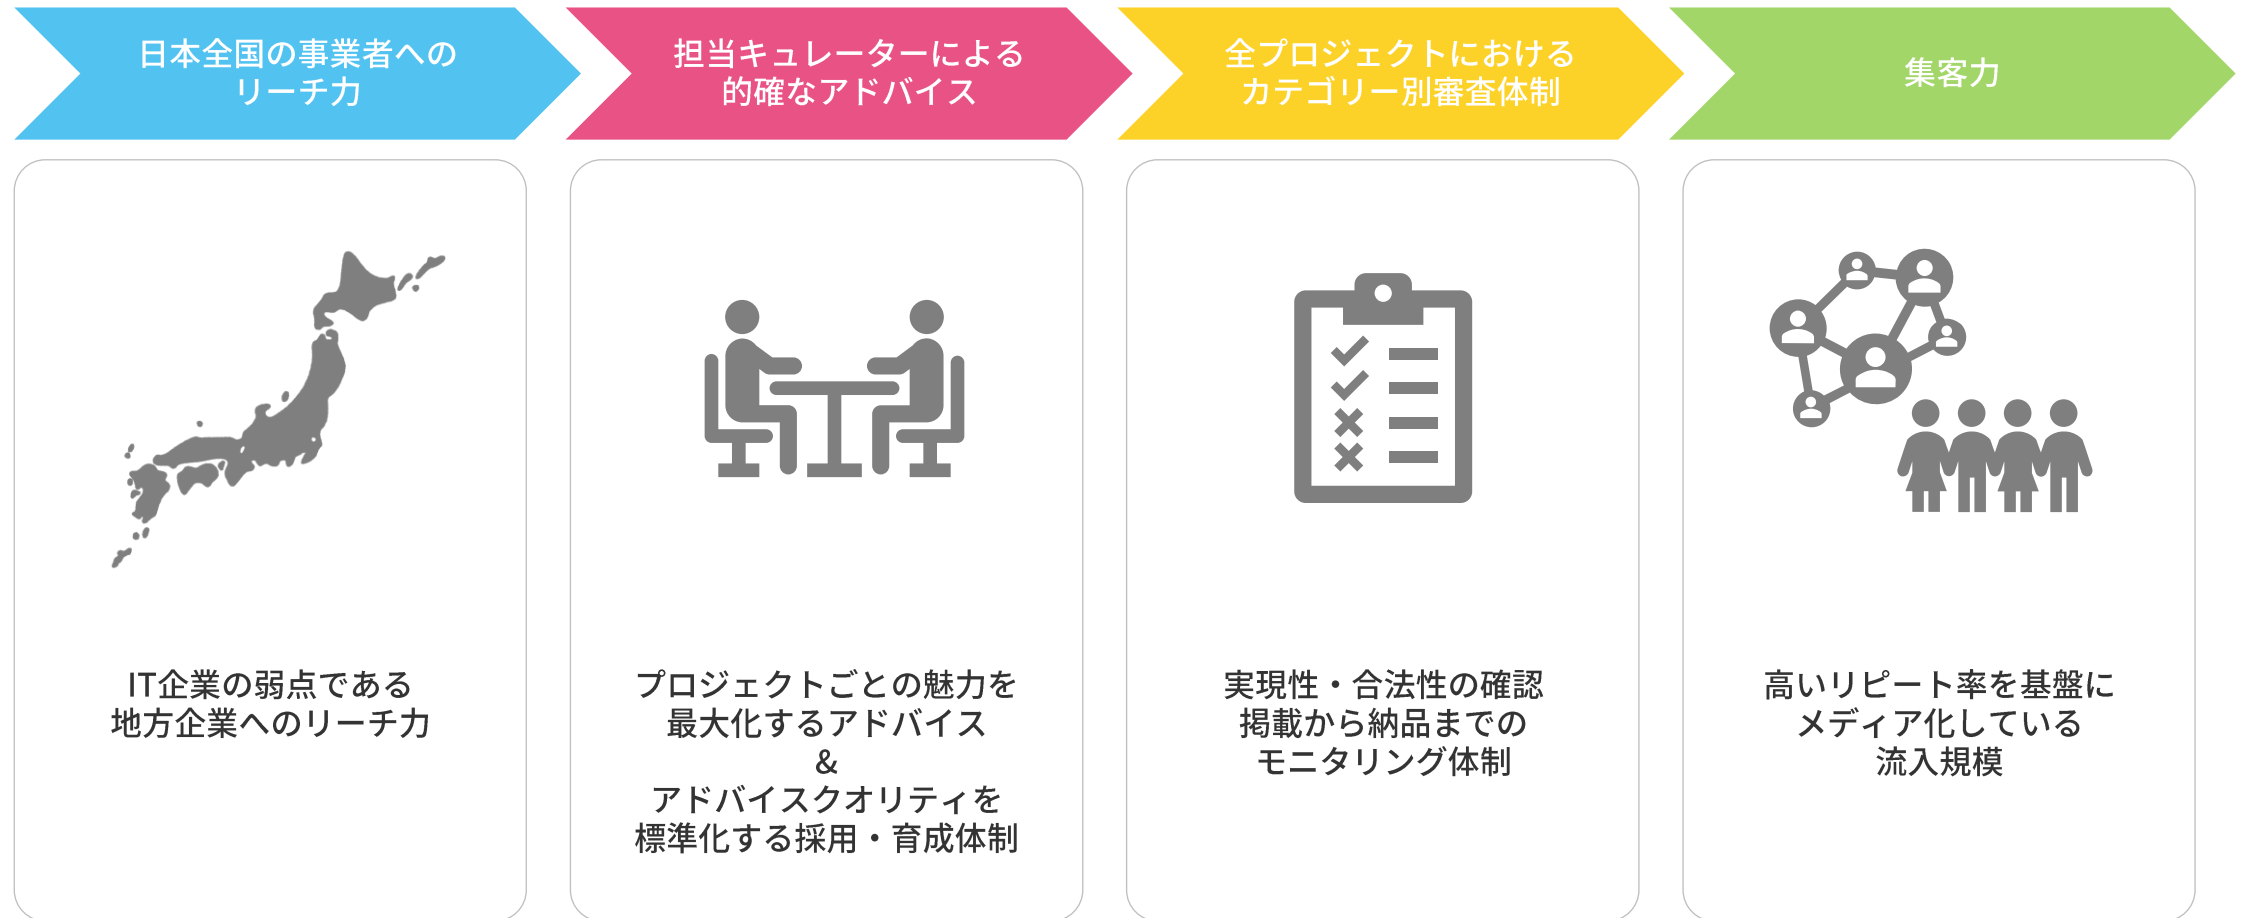 日本全国の事業者への
リーチ力
担当キュレーターによる
的確なアドバイス
全プロジェクトにおける
カテゴリー別審査体制
集客力
IT企業の弱点である
地方企業へのリーチ力
プロジェクトごとの魅力を
最大化するアドバイス
&
アドバイスクオリティを
標準化する採用・育成体制
実現性・合法性の確認
掲載から納品までの
モニタリング体制
高いリピート率を基盤に
メディア化している
流入規模